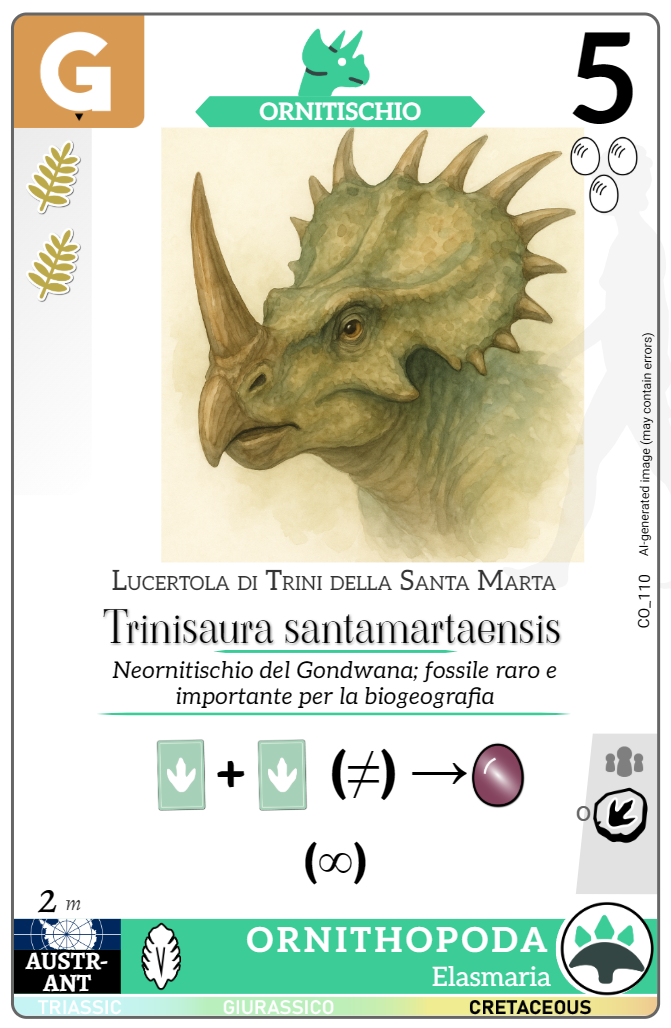 G
ORNITISCHIO
5
AI-generated image (may contain errors)
CO_110
Lucertola di Trini della Santa Marta
Trinisaura santamartaensis
Neornitischio del Gondwana; fossile raro e
importante per la biogeografia
+ (≠) →
(∞)
O
2 m
AUSTR-
ANT
ORNITHOPODA
Elasmaria
TRIASSIC GIURASSICO CRETACEOUS